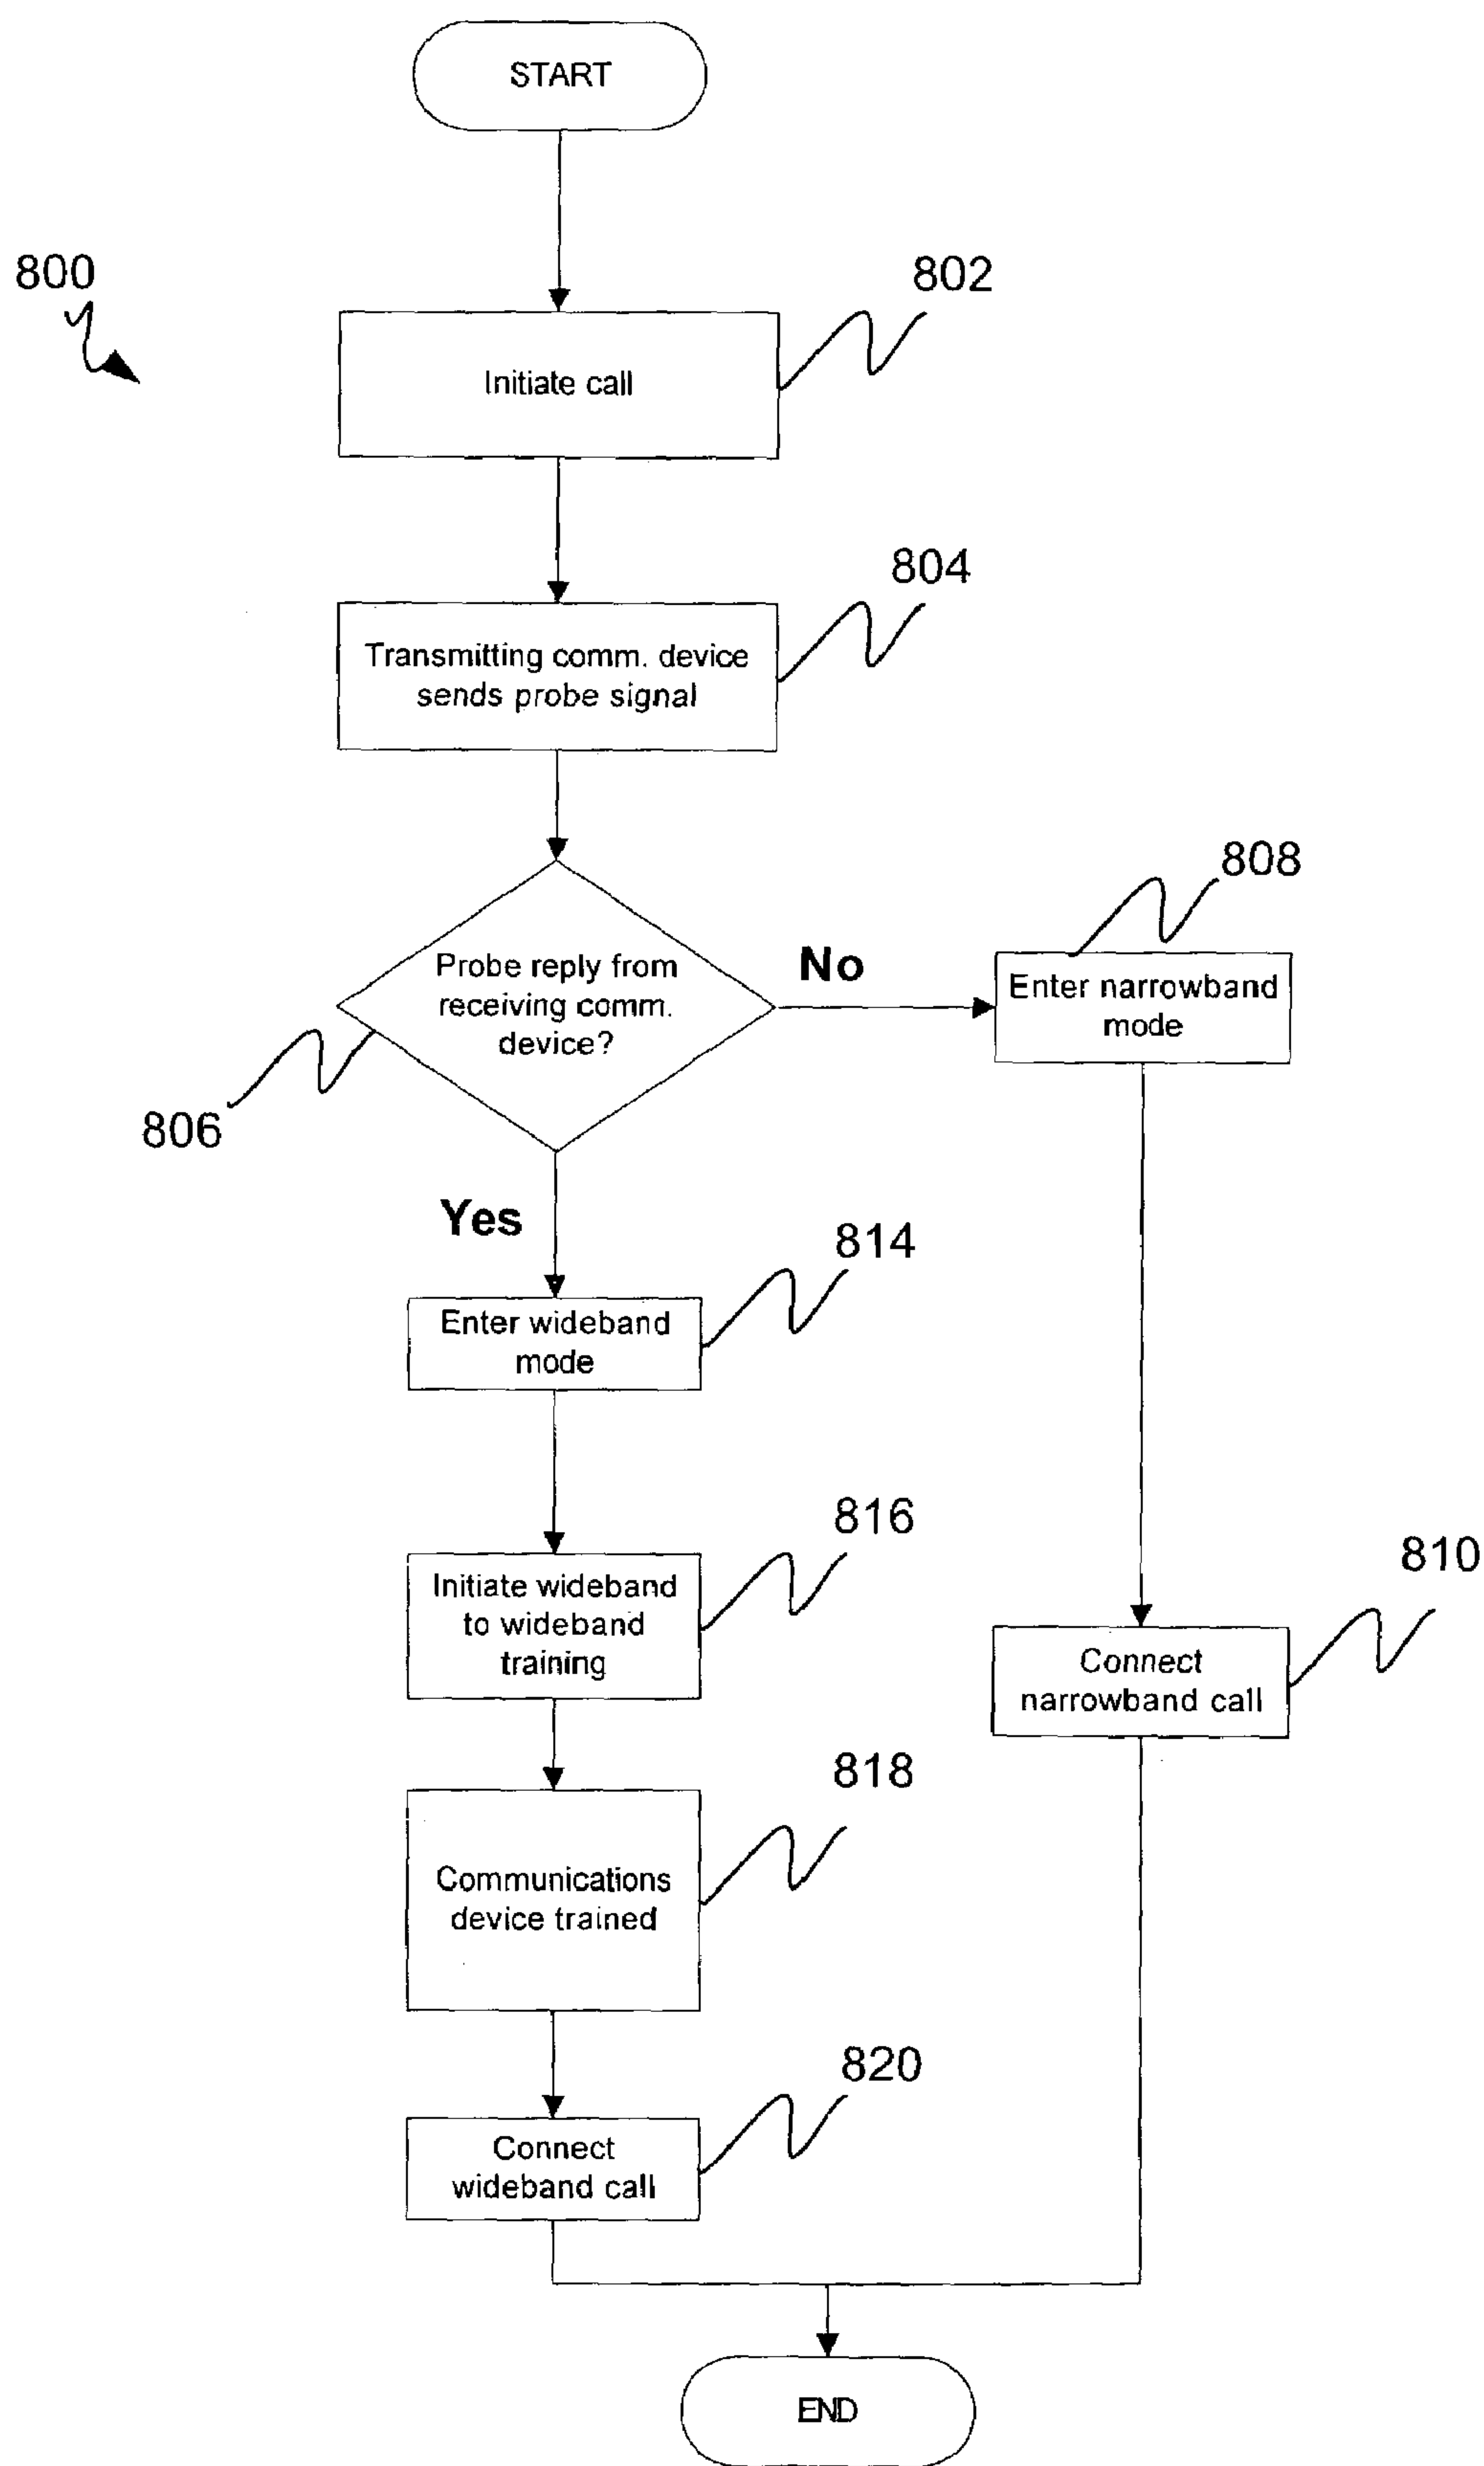 START
800
802
Initiate call
804
Transmitting comm. device
sends probe signal
808
Probe reply from
receiving comm.
device?
No
Enter narrowband
mode
806
Yes
814
Enter wideband
mode
816
Initiate wideband
to wideband
training
810
Connect
narrowband call
818
Communications
device trained
820
Connect
wideband call
END